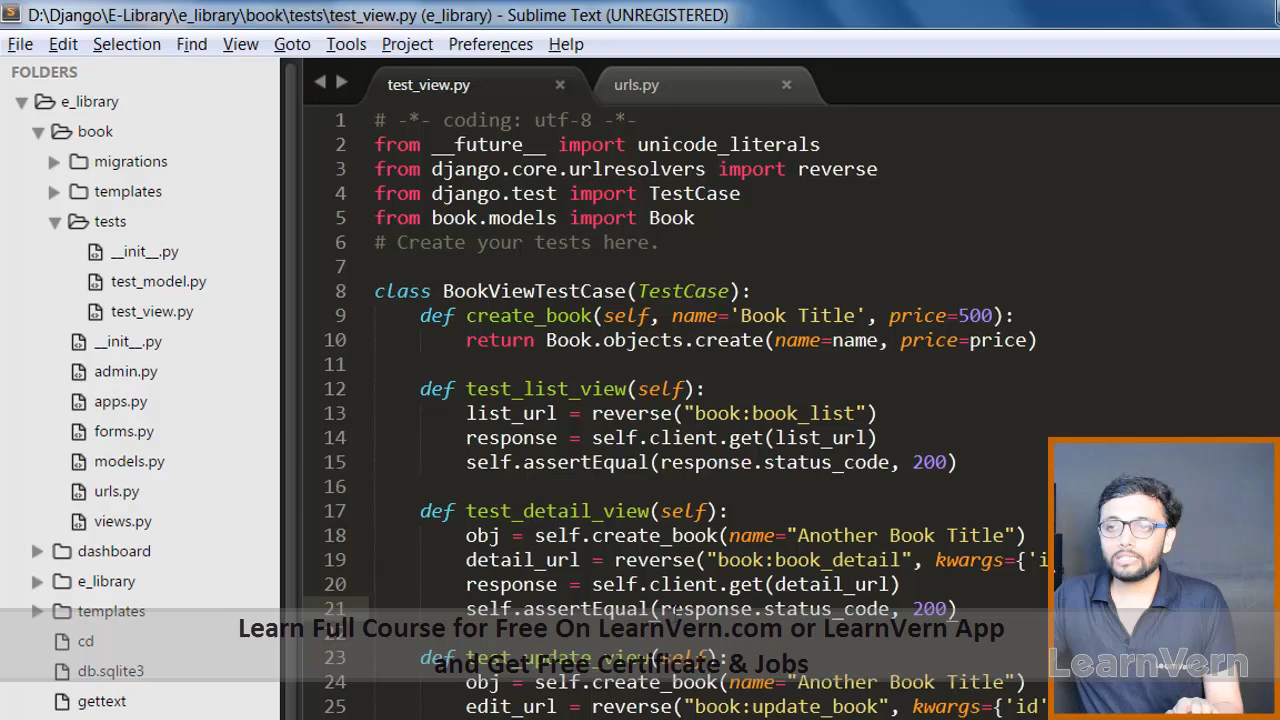 D:\Django\E-Library\e_library\book\tests\test_view.py (e_library) - Sublime Text (UNREGISTERED)
File Edit Selection Find View Goto Tools Project Preferences Help
FOLDERS
e_library
book
migrations
templates
tests
__init__.py
test_model.py
test_view.py
__init__.py
admin.py
apps.py
forms.py
models.py
urls.py
views.py
dashboard
e_library
templates
cd
db.sqlite3
gettext
test_view.py urls.py
1 # -*- coding: utf-8 -*-
2 from __future__ import unicode_literals
3 from django.core.urlresolvers import reverse
4 from django.test import TestCase
5 from book.models import Book
6 # Create your tests here.
7
8 class BookViewTestCase(TestCase):
9 def create_book(self, name='Book Title', price=500):
10 return Book.objects.create(name=name, price=price)
11
12 def test_list_view(self):
13 list_url = reverse("book:book_list")
14 response = self.client.get(list_url)
15 self.assertEqual(response.status_code, 200)
16
17 def test_detail_view(self):
18 obj = self.create_book(name="Another Book Title")
19 detail_url = reverse("book:book_detail", kwargs={'i
20 response = self.client.get(detail_url)
21 self.assertEqual(response.status_code, 200)
23 def test_update_view(self):
24 obj = self.create_book(name="Another Book Title")
25 edit_url = reverse("book:update_book", kwargs={'id'
Learn Full Course for Free On LearnVern.com or LearnVern App
and Get Free Certificate & Jobs
LearnVern